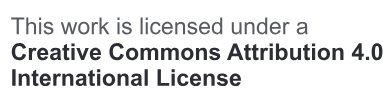 This work is licensed under a
Creative Commons Attribution 4.0
International License